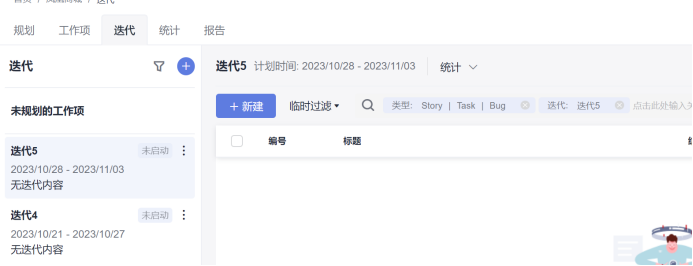 规划 工作项 迭代 统计 报告
迭代
未规划的工作项
迭代5 未启动
2023/10/28 - 2023/11/03
无迭代内容
迭代4 未启动
2023/10/21 - 2023/10/27
无迭代内容
迭代5 计划时间: 2023/10/28 - 2023/11/03 统计
+ 新建 临时过滤 类型: Story | Task | Bug 迭代: 迭代5 点击此处输入
编号 标题